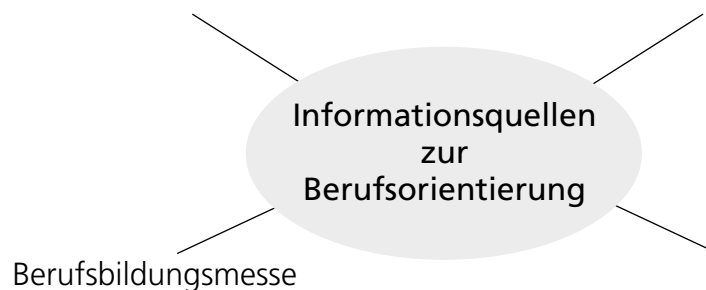 Informationsquellen
zur
Berufsorientierung
Berufsbildungsmesse